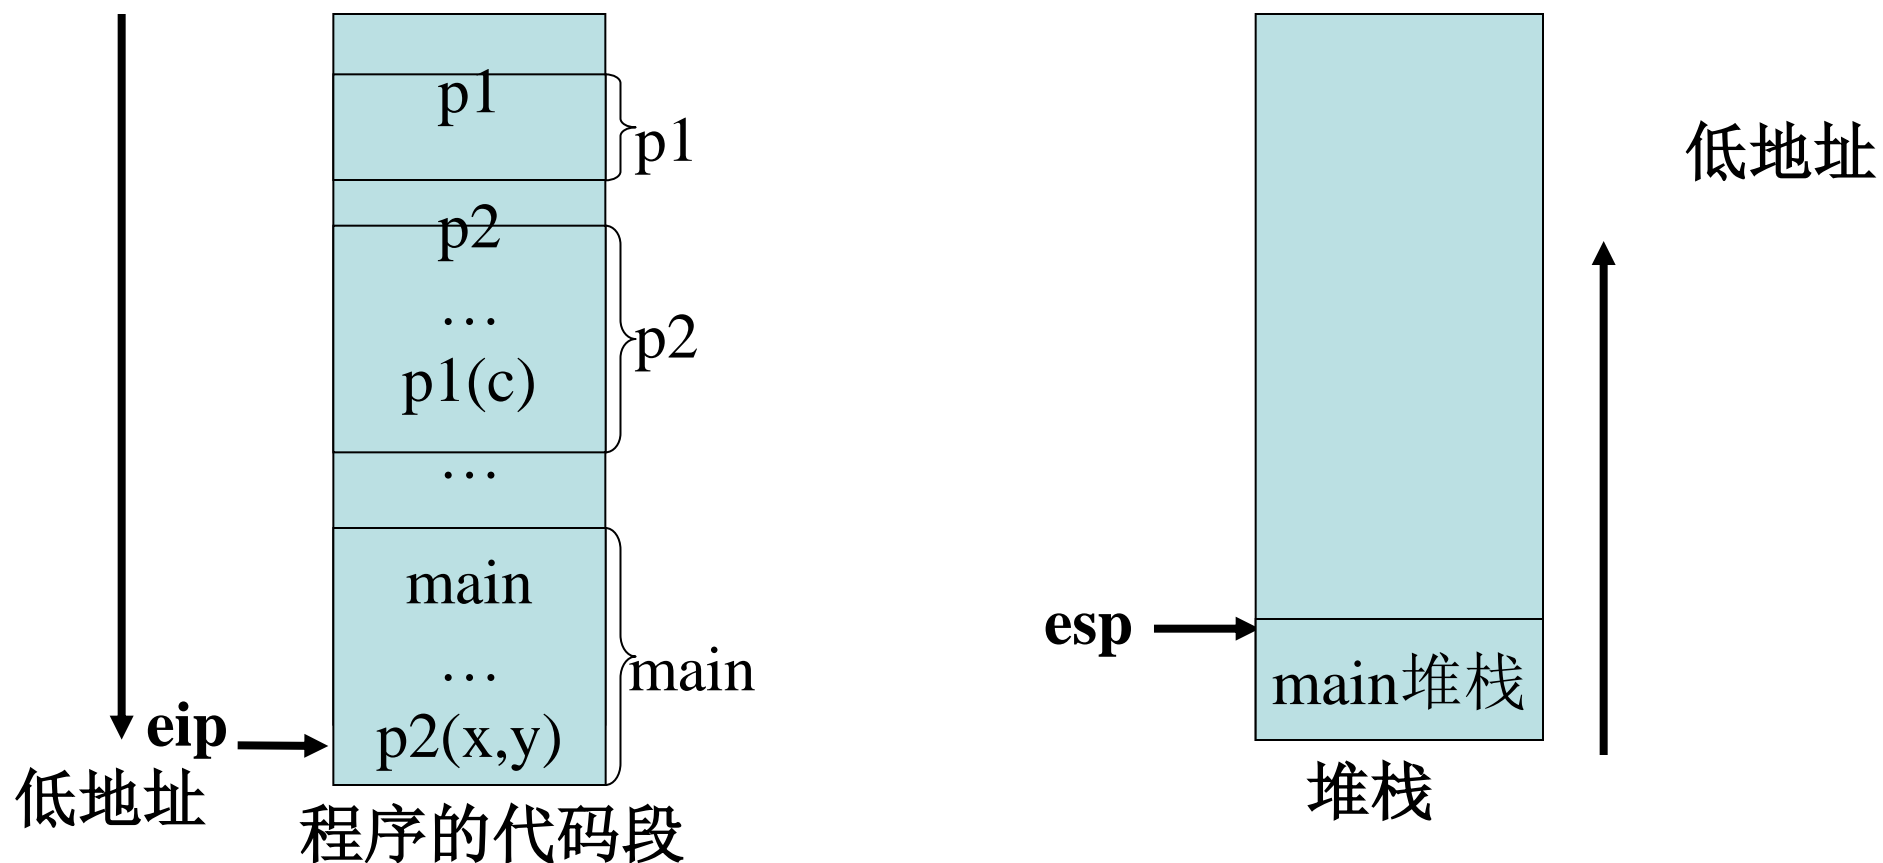 p1
p1
p2
…
p1(c)
p2
…
main
…
p2(x,y)
main
eip
低地址
程序的代码段
低地址
esp
main堆栈
堆栈